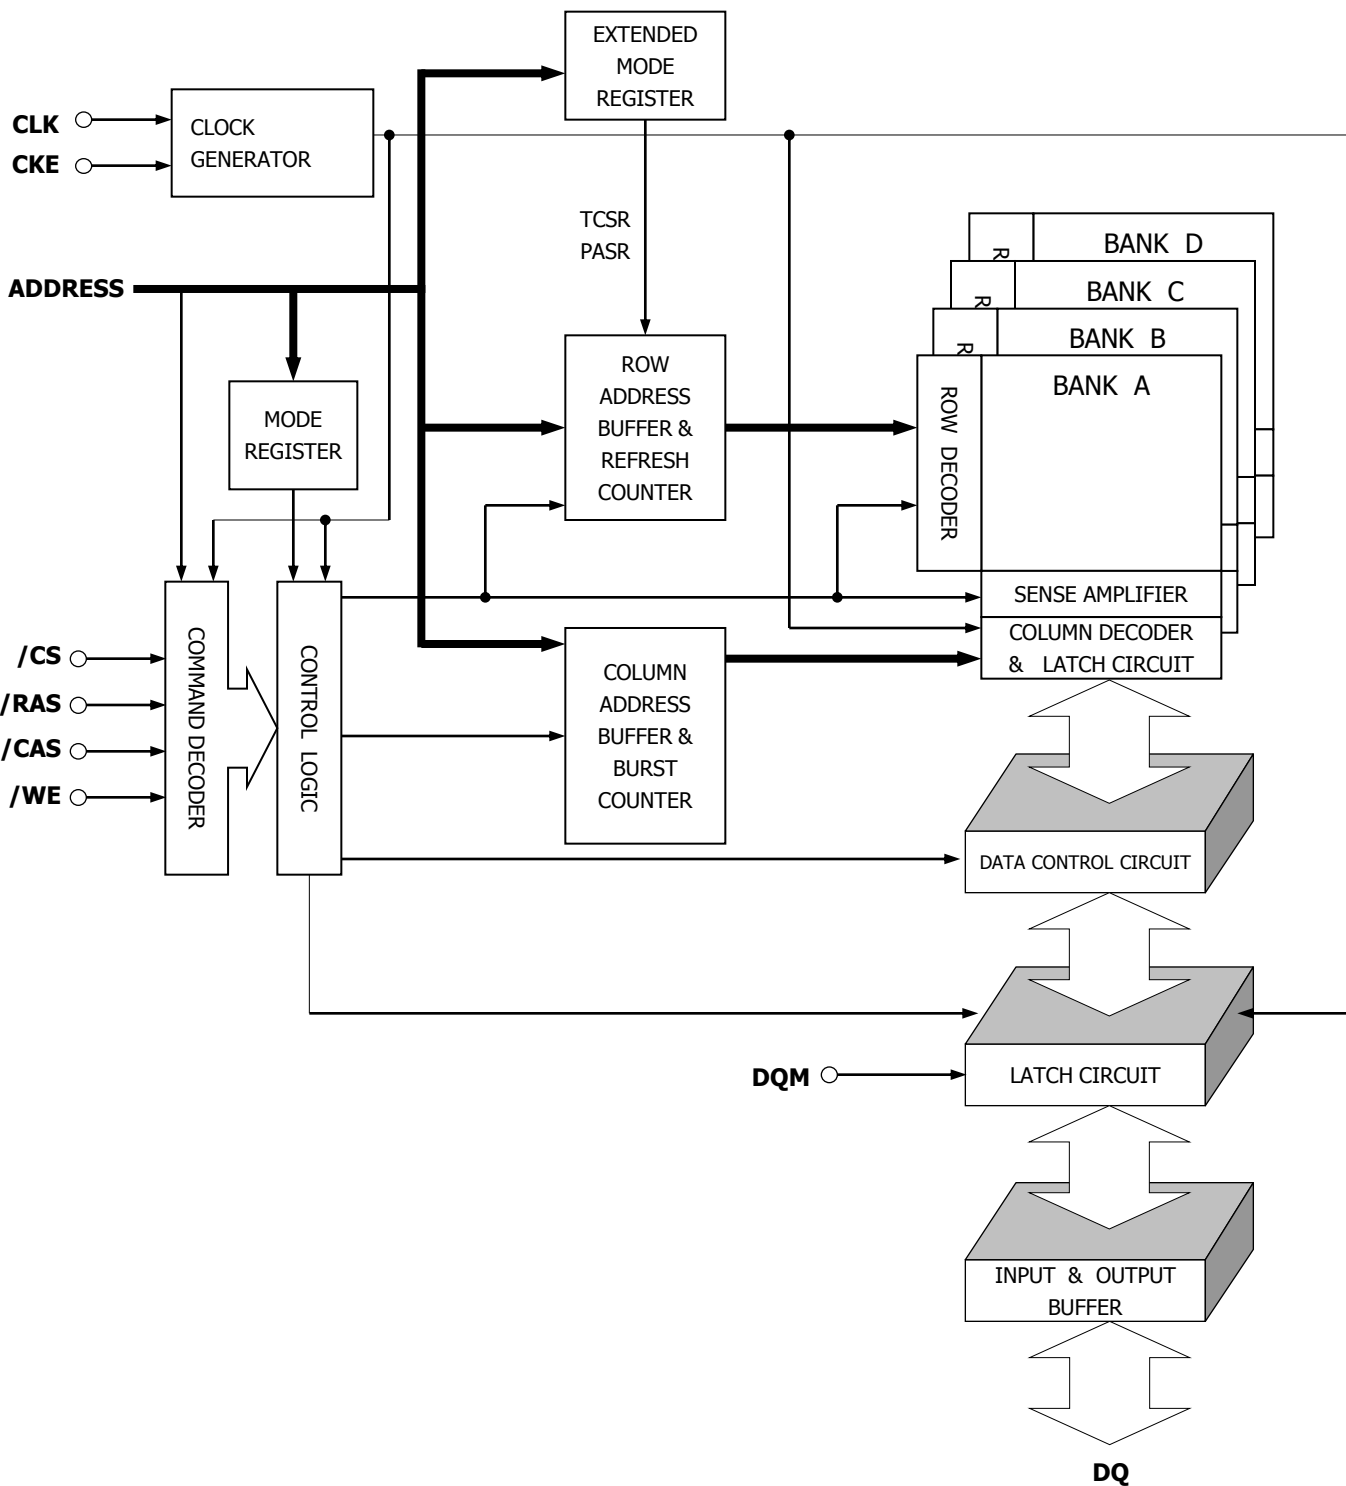 EXTENDED
MODE
REGISTER
CLK
CKE
CLOCK
GENERATOR
TCSR
PASR
ADDRESS
R
BANK D
R
BANK C
R
BANK B
BANK A
ROW DECODER
ROW
ADDRESS
BUFFER &
REFRESH
COUNTER
MODE
REGISTER
SENSE AMPLIFIER
COLUMN DECODER
& LATCH CIRCUIT
/CS
/RAS
/CAS
/WE
COMMAND DECODER
CONTROL LOGIC
COLUMN
ADDRESS
BUFFER &
BURST
COUNTER
DATA CONTROL CIRCUIT
DQM
LATCH CIRCUIT
INPUT & OUTPUT
BUFFER
DQ